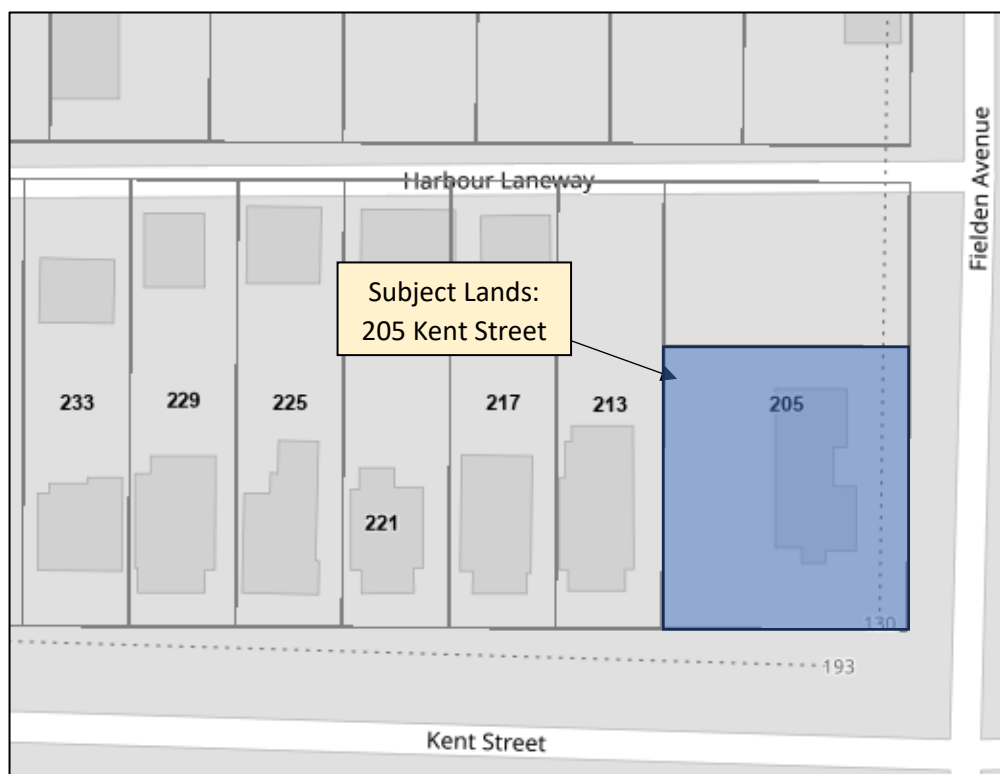 Harbour Laneway
Fielden Avenue
Subject Lands:
205 Kent Street
233
229
225
221
217
213
205
130
193
Kent Street